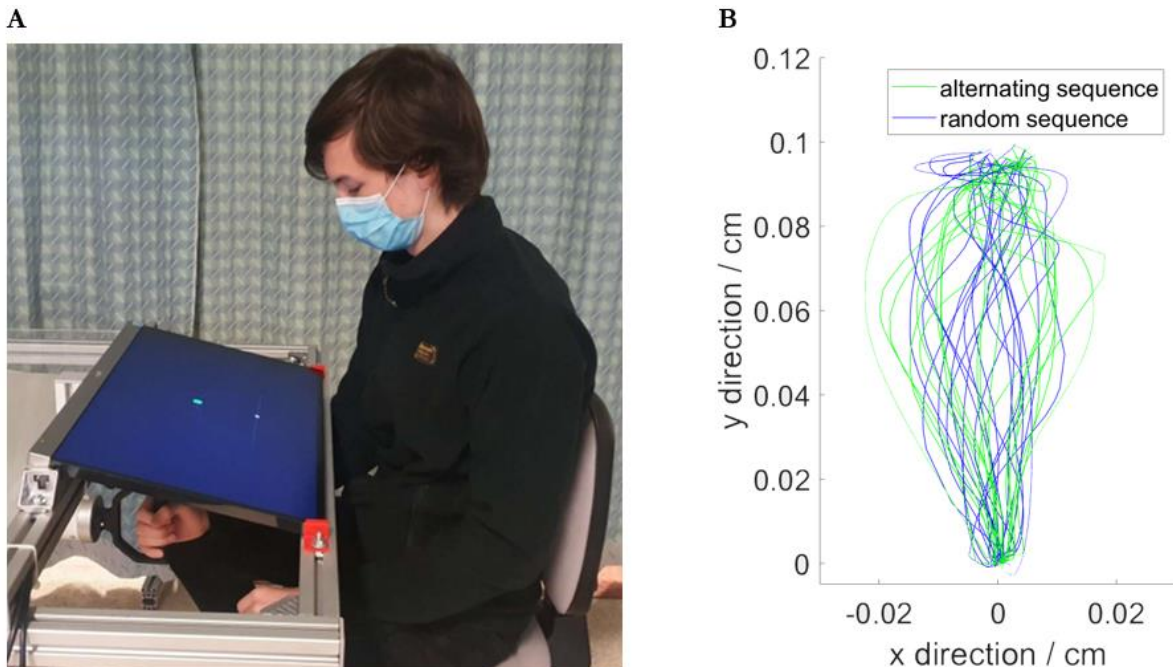 A
B
0.12
alternating sequence
random sequence
0.1
0.08
0.06
0.04
0.02
0
y direction / cm
-0.02
0
0.02
x direction / cm